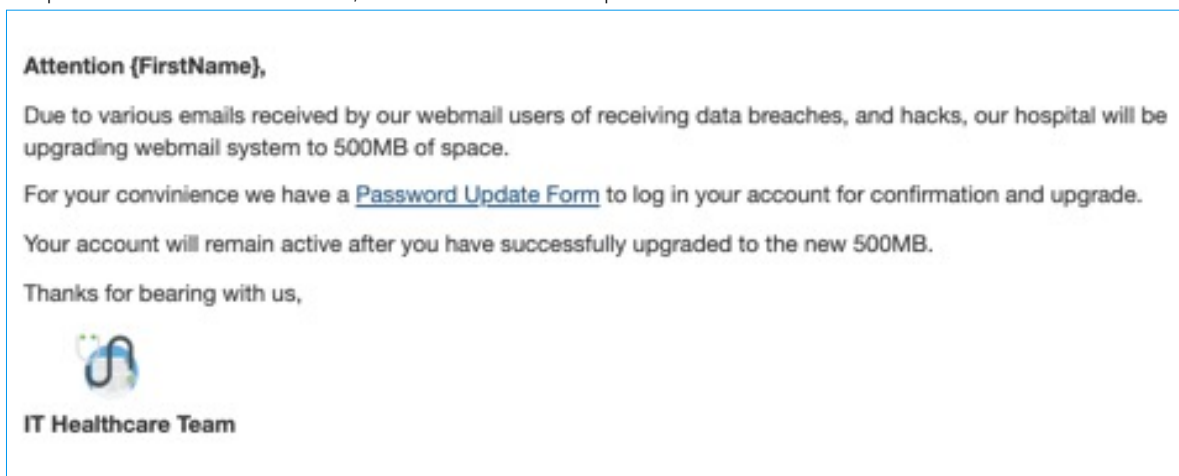 Attention {FirstName},
Due to various emails received by our webmail users of receiving data breaches, and hacks, our hospital will be
upgrading webmail system to 500MB of space.
For your convinience we have a Password Update Form to log in your account for confirmation and upgrade.
Your account will remain active after you have successfully upgraded to the new 500MB.
Thanks for bearing with us,
IT Healthcare Team